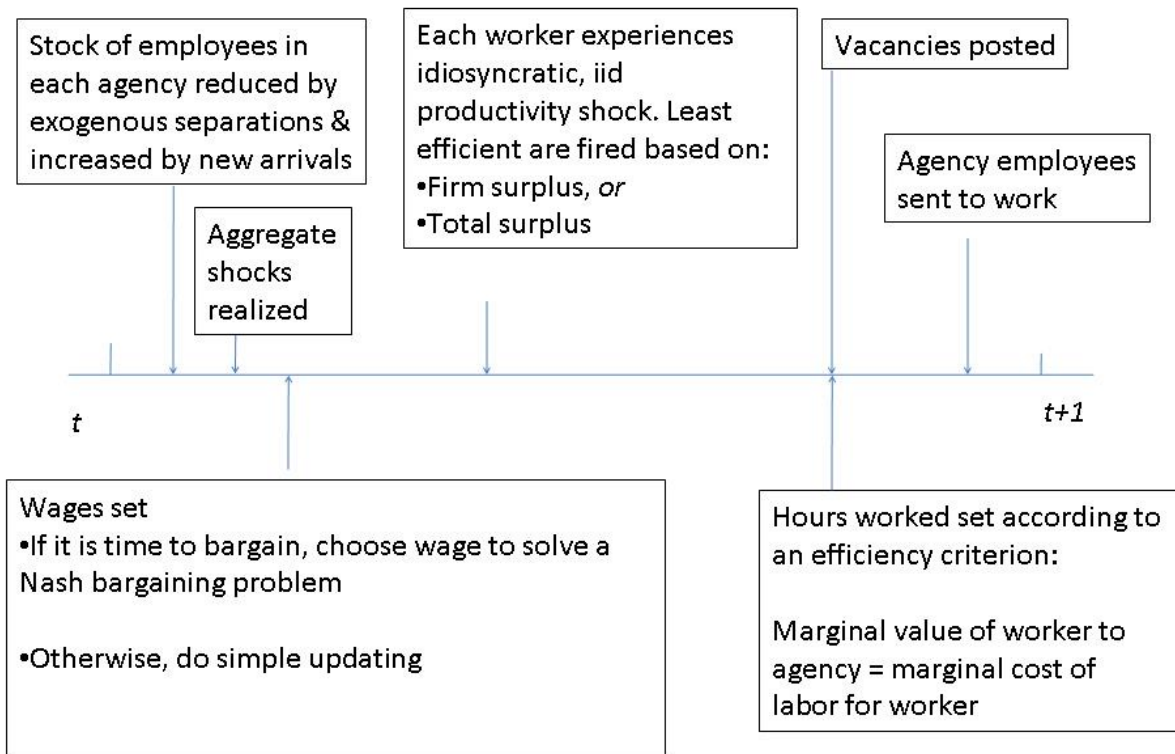 Stock of employees in
each agency reduced by
exogenous separations &
increased by new arrivals
Aggregate
shocks
realized
Each worker experiences
idiosyncratic, iid
productivity shock. Least
efficient are fired based on:
•Firm surplus, or
•Total surplus
Vacancies posted
Agency employees
sent to work
t
t+1
Wages set
•If it is time to bargain, choose wage to solve a
Nash bargaining problem
•Otherwise, do simple updating
Hours worked set according to
an efficiency criterion:
Marginal value of worker to
agency = marginal cost of
labor for worker